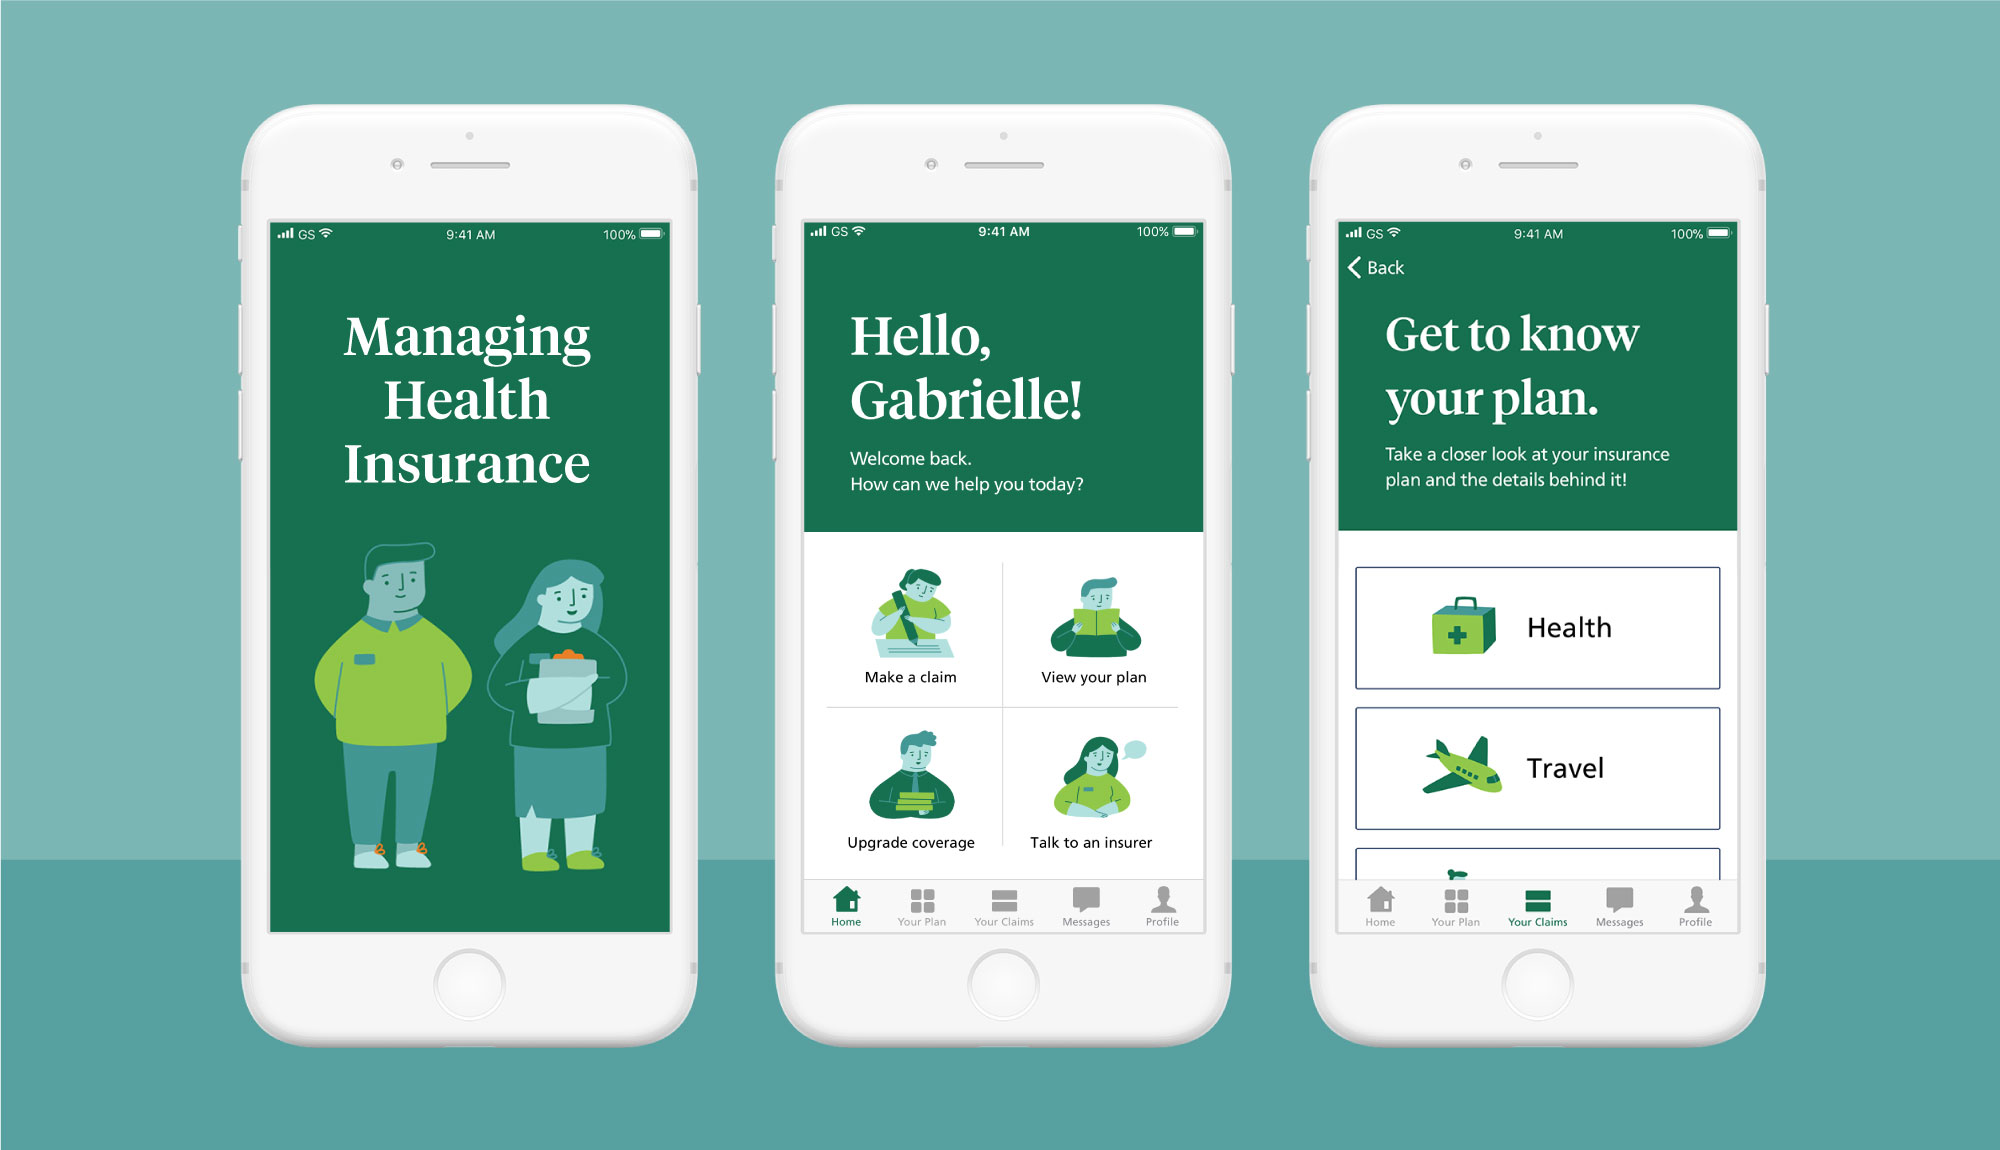 GS 9:41 AM 100%
Managing
Health
Insurance
GS 9:41 AM 100%
Hello,
Gabrielle!
Welcome back.
How can we help you today?
Make a claim
View your plan
Upgrade coverage
Talk to an insurer
Home
Your Plan
Your Claims
Messages
Profile
GS 9:41 AM 100%
Back
Get to know
your plan.
Take a closer look at your insurance
plan and the details behind it!
Health
Travel
Home
Your Plan
Your Claims
Messages
Profile